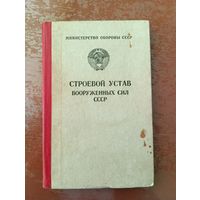 МИНИСТЕРСТВО ОБОРОНЫ СССР
СТРОЕВОЙ УСТАВ
ВООРУЖЕННЫХ СИЛ
СССР